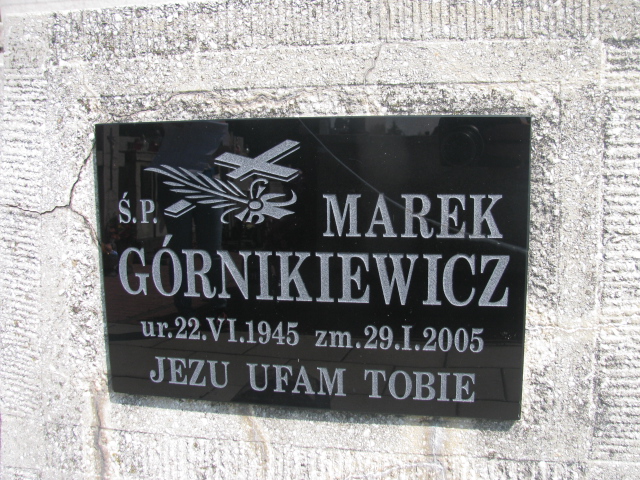 Ś.P. MAREK
GÓRNIKIEWICZ
ur.22.VI.1945 zm.29.I.2005
JEZU UFAM TOBIE